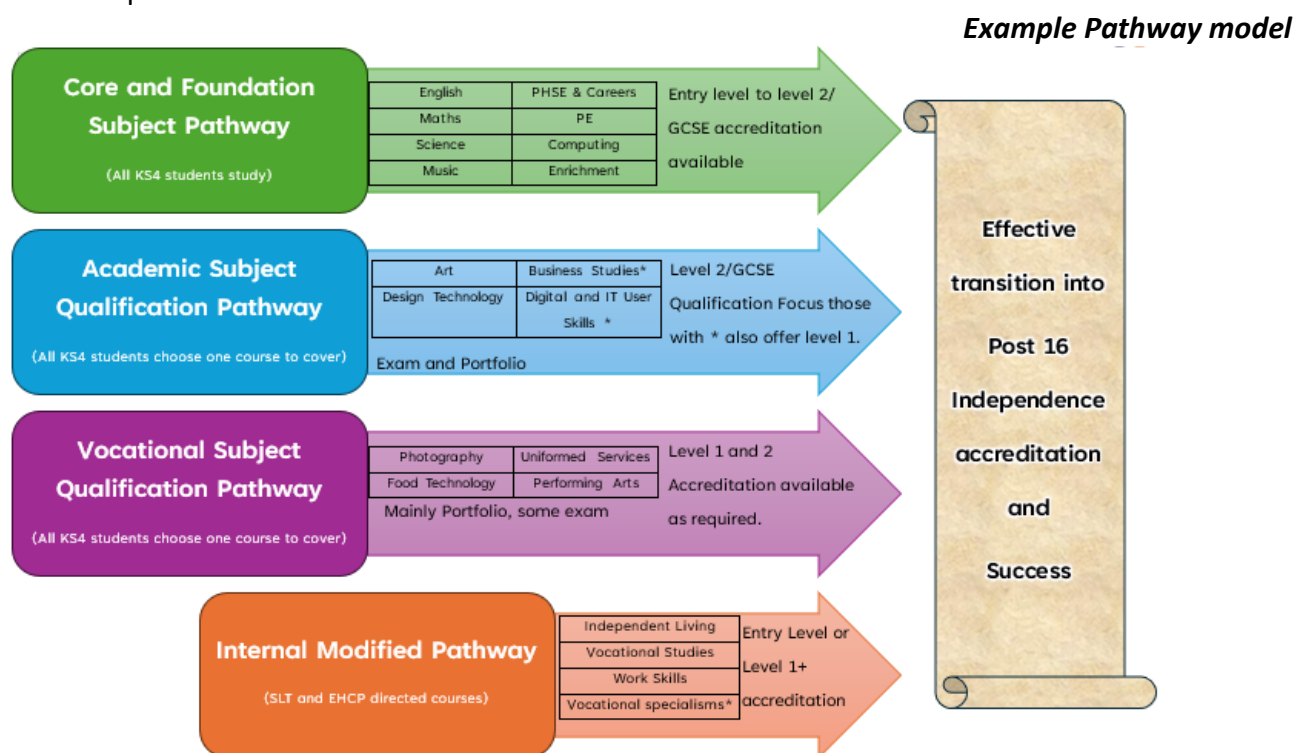 Example Pathway model
Core and Foundation
Subject Pathway
(All KS4 students study)
English
PHSE & Careers
Maths
PE
Science
Computing
Music
Enrichment
Entry level to level 2/
GCSE accreditation
available
Academic Subject
Qualification Pathway
(All KS4 students choose one course to cover)
Art
Business Studies*
Design Technology
Digital and IT User
Skills *
Exam and Portfolio
Level 2/GCSE
Qualification Focus those
with * also offer level 1.
Vocational Subject
Qualification Pathway
(All KS4 students choose one course to cover)
Photography
Uniformed Services
Food Technology
Performing Arts
Mainly Portfolio, some exam
Level 1 and 2
Accreditation available
as required.
Internal Modified Pathway
(SLT and EHCP directed courses)
Independent Living
Vocational Studies
Work Skills
Vocational specialisms*
Entry Level or
Level 1+
accreditation
Effective
transition into
Post 16
Independence
accreditation
and
Success